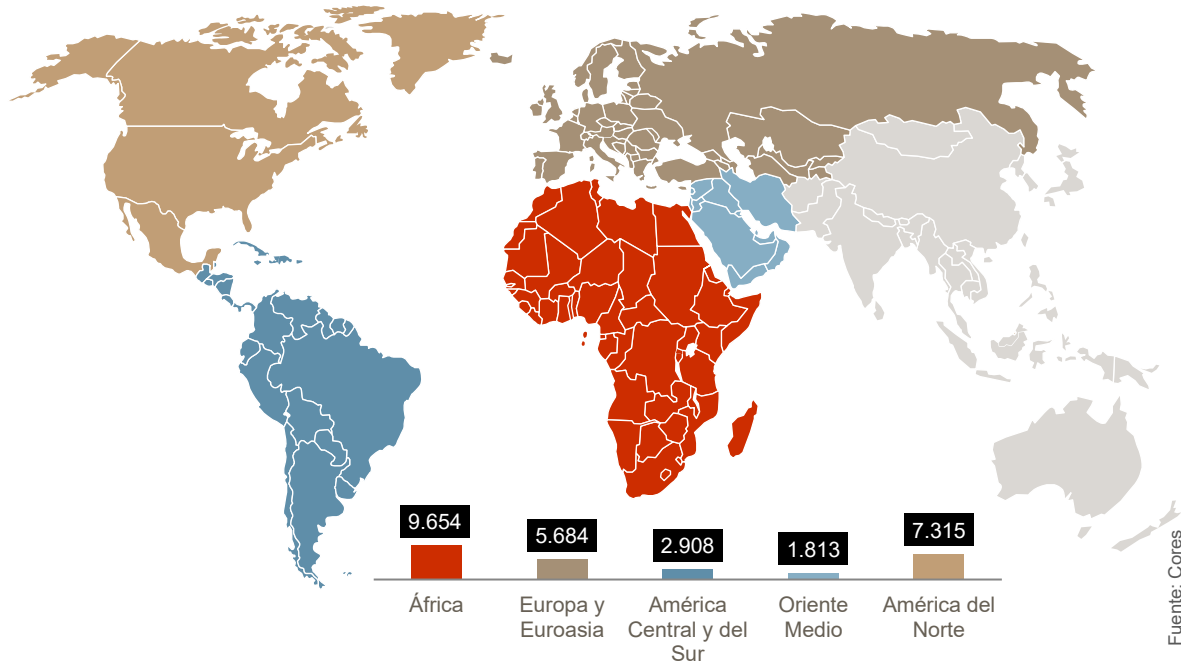 9.654
5.684
2.908
1.813
7.315
África
Europa y
Euroasia
América
Central y del
Sur
Oriente
Medio
América del
Norte
Fuente: Cores